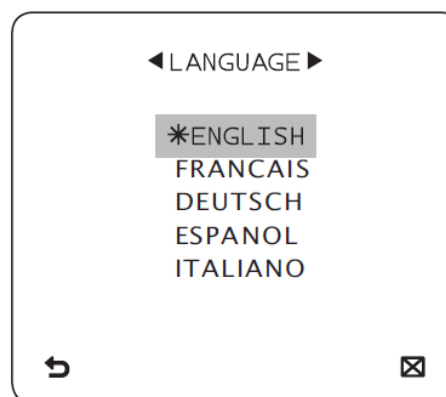 ◀LANGUAGE▶
✳ENGLISH
FRANCAIS
DEUTSCH
ESPANOL
ITALIANO